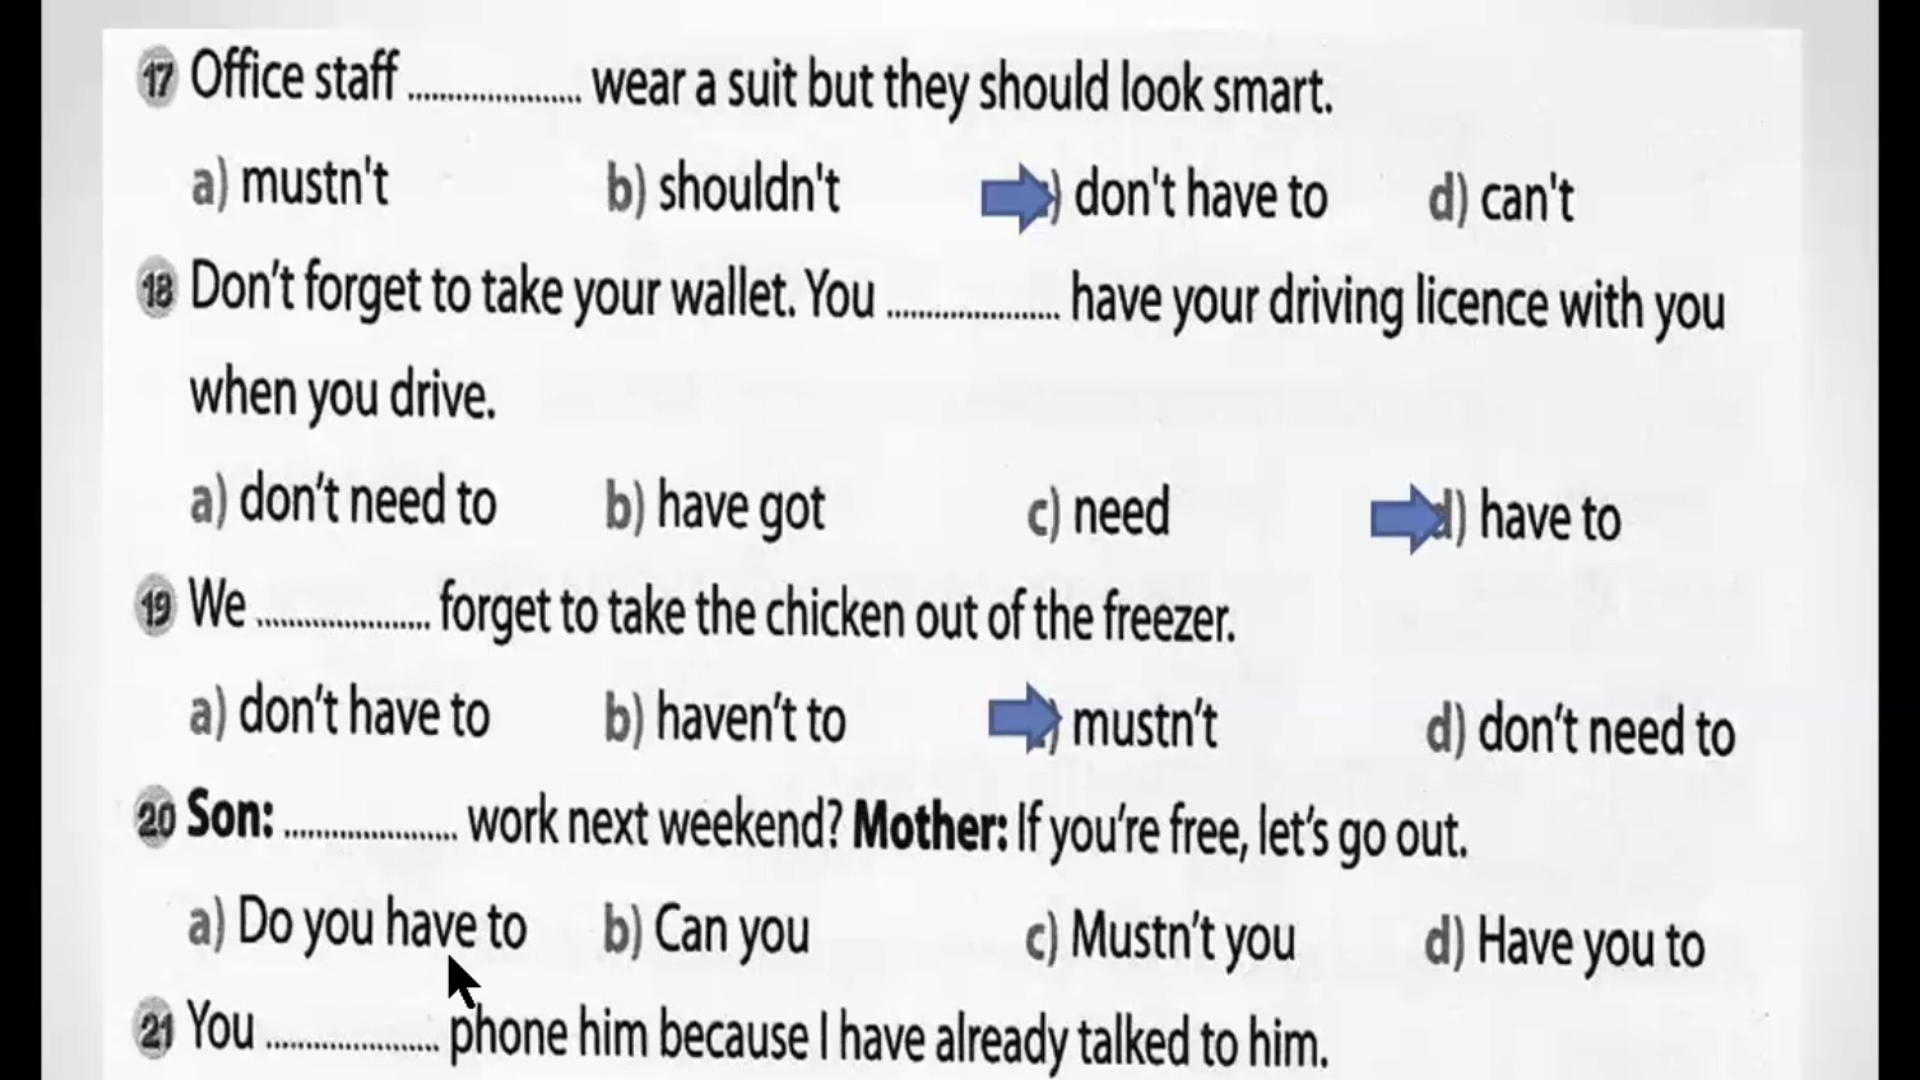 17 Office staff ..................... wear a suit but they should look smart.
a) mustn't b) shouldn't ) don't have to d) can't
18 Don't forget to take your wallet. You ..................... have your driving licence with you
when you drive.
a) don't need to b) have got c) need d) have to
19 We ..................... forget to take the chicken out of the freezer.
a) don't have to b) haven't to ) mustn't d) don't need to
20 Son: ..................... work next weekend? Mother: If you're free, let's go out.
a) Do you have to b) Can you c) Mustn't you d) Have you to
21 You ..................... phone him because I have already talked to him.